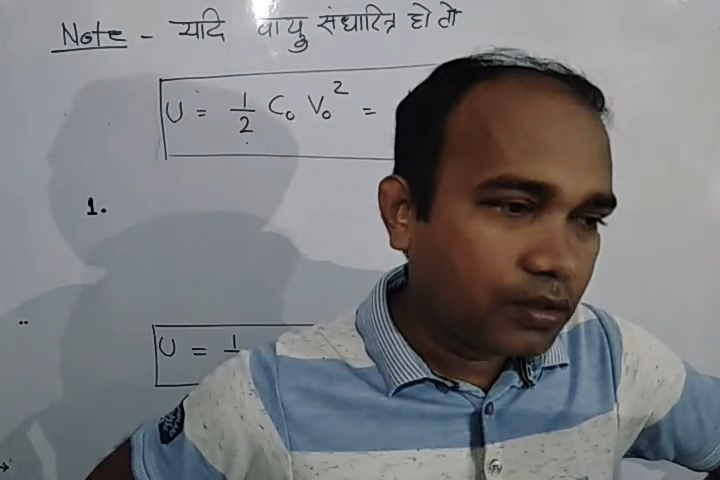 Note - यदि वायु संधारित्र हो तो
U = 1/2 C₀ V₀² =
1.
U = 1